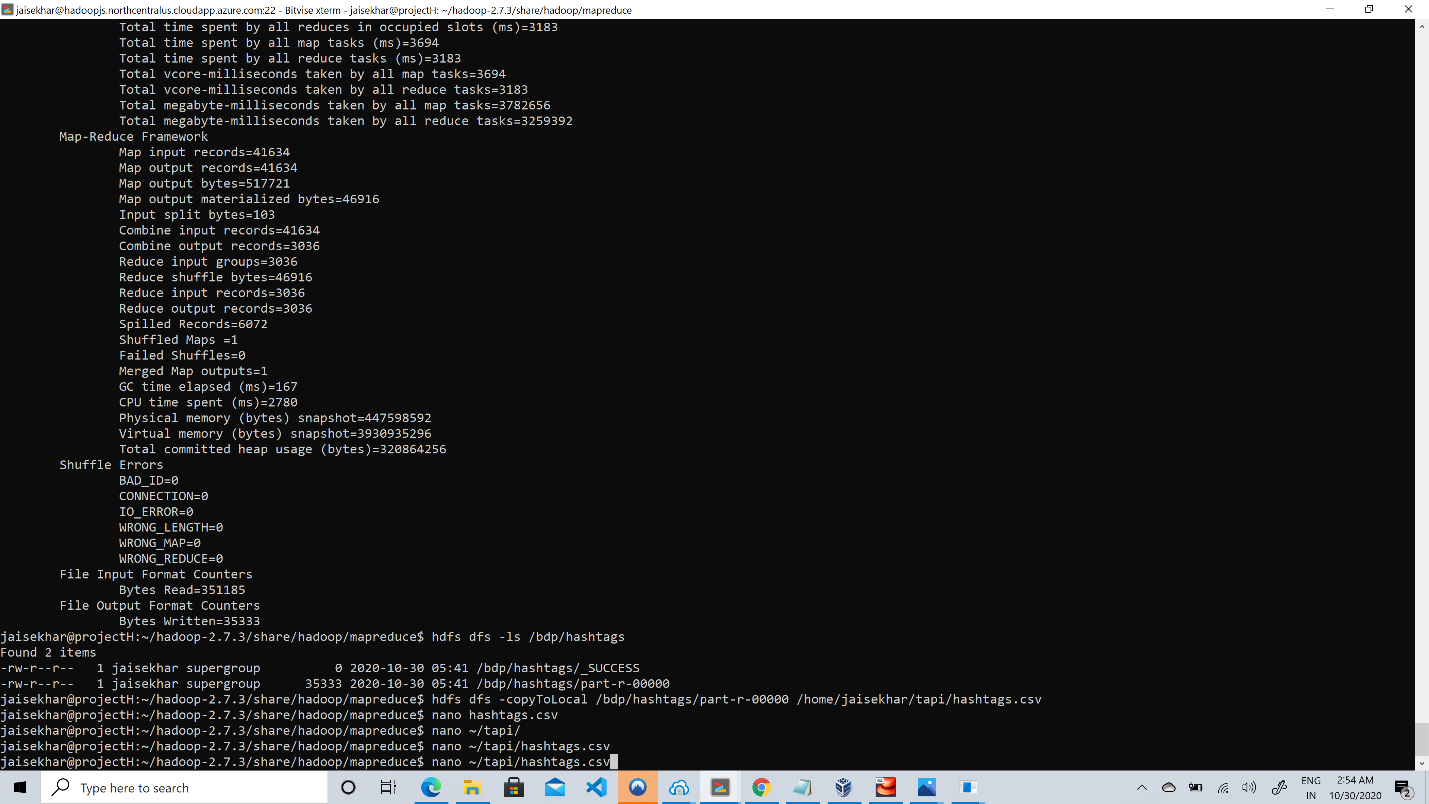 jaisekhar@hadoopjs.northcentralus.cloudapp.azure.com:22 - Bitvise xterm - jaisekhar@projectH: ~/hadoop-2.7.3/share/hadoop/mapreduce
Total time spent by all reduces in occupied slots (ms)=3183
Total time spent by all map tasks (ms)=3694
Total time spent by all reduce tasks (ms)=3183
Total vcore-milliseconds taken by all map tasks=3694
Total vcore-milliseconds taken by all reduce tasks=3183
Total megabyte-milliseconds taken by all map tasks=3782656
Total megabyte-milliseconds taken by all reduce tasks=3259392
Map-Reduce Framework
Map input records=41634
Map output records=41634
Map output bytes=517721
Map output materialized bytes=46916
Input split bytes=103
Combine input records=41634
Combine output records=3036
Reduce input groups=3036
Reduce shuffle bytes=46916
Reduce input records=3036
Reduce output records=3036
Spilled Records=6072
Shuffled Maps =1
Failed Shuffles=0
Merged Map outputs=1
GC time elapsed (ms)=167
CPU time spent (ms)=2780
Physical memory (bytes) snapshot=447598592
Virtual memory (bytes) snapshot=3930935296
Total committed heap usage (bytes)=320864256
Shuffle Errors
BAD_ID=0
CONNECTION=0
IO_ERROR=0
WRONG_LENGTH=0
WRONG_MAP=0
WRONG_REDUCE=0
File Input Format Counters
Bytes Read=351185
File Output Format Counters
Bytes Written=35333
jaisekhar@projectH:~/hadoop-2.7.3/share/hadoop/mapreduce$ hdfs dfs -ls /bdp/hashtags
Found 2 items
-rw-r--r-- 1 jaisekhar supergroup 0 2020-10-30 05:41 /bdp/hashtags/_SUCCESS
-rw-r--r-- 1 jaisekhar supergroup 35333 2020-10-30 05:41 /bdp/hashtags/part-r-00000
jaisekhar@projectH:~/hadoop-2.7.3/share/hadoop/mapreduce$ hdfs dfs -copyToLocal /bdp/hashtags/part-r-00000 /home/jaisekhar/tapi/hashtags.csv
jaisekhar@projectH:~/hadoop-2.7.3/share/hadoop/mapreduce$ nano hashtags.csv
jaisekhar@projectH:~/hadoop-2.7.3/share/hadoop/mapreduce$ nano ~/tapi/
jaisekhar@projectH:~/hadoop-2.7.3/share/hadoop/mapreduce$ nano ~/tapi/hashtags.csv
jaisekhar@projectH:~/hadoop-2.7.3/share/hadoop/mapreduce$ nano ~/tapi/hashtags.csv
Type here to search
ENG
IN
2:54 AM
10/30/2020
2